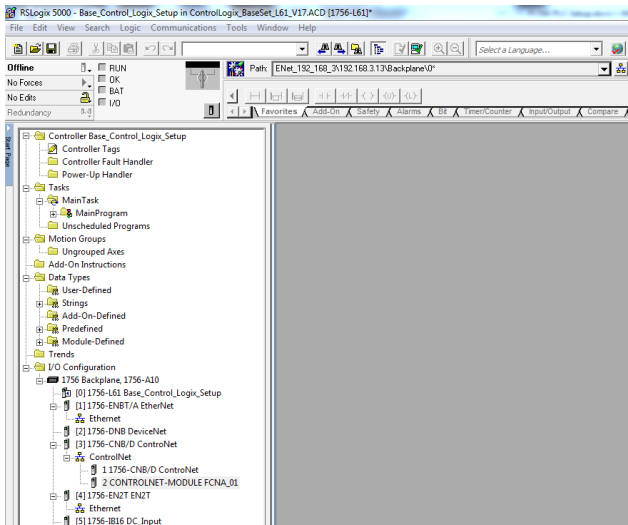 RSLogix 5000 - Base_Control_Logix_Setup in ControlLogix_BaseSet_L61_V17.ACD [1756-L61]*
File Edit View Search Logic Communications Tools Window Help
Select a Language...
Offline RUN
No Forces OK
BAT
No Edits I/O
Redundancy
Path: ENet_192_168_3\192.168.3.13\Backplane\0*
Favorites Add-On Safety Alarms Bit Timer/Counter Input/Output Compare
Start Page
Controller Base_Control_Logix_Setup
Controller Tags
Controller Fault Handler
Power-Up Handler
Tasks
MainTask
MainProgram
Unscheduled Programs
Motion Groups
Ungrouped Axes
Add-On Instructions
Data Types
User-Defined
Strings
Add-On-Defined
Predefined
Module-Defined
Trends
I/O Configuration
1756 Backplane, 1756-A10
[0] 1756-L61 Base_Control_Logix_Setup
[1] 1756-ENBT/A EtherNet
Ethernet
[2] 1756-DNB DeviceNet
[3] 1756-CNB/D ControNet
ControlNet
1 1756-CNB/D ControNet
2 CONTROLNET-MODULE FCNA_01
[4] 1756-EN2T EN2T
Ethernet
[5] 1756-IB16 DC_Input